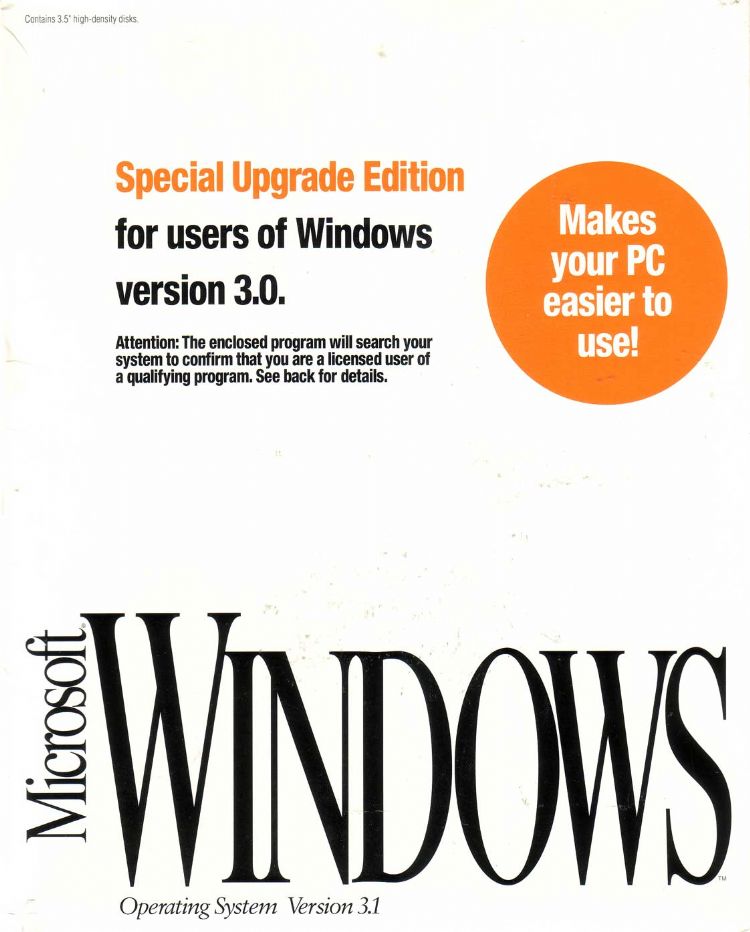 Contains 3.5" high-density disks.
Special Upgrade Edition
for users of Windows
version 3.0.
Attention: The enclosed program will search your
system to confirm that you are a licensed user of
a qualifying program. See back for details.
Makes
your PC
easier to
use!
Microsoft®
WINDOWS™
Operating System Version 3.1